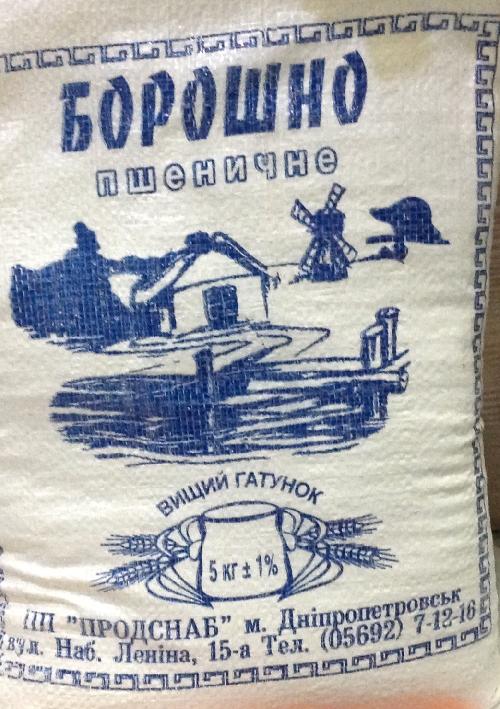 БОРОШНО
пшеничне
ВИЩИЙ ГАТУНОК
5 кг ± 1%
ПП "ПРОДСНАБ" м. Дніпропетровськ
вул. Наб. Леніна, 15-а Тел. (05692) 7-12-16